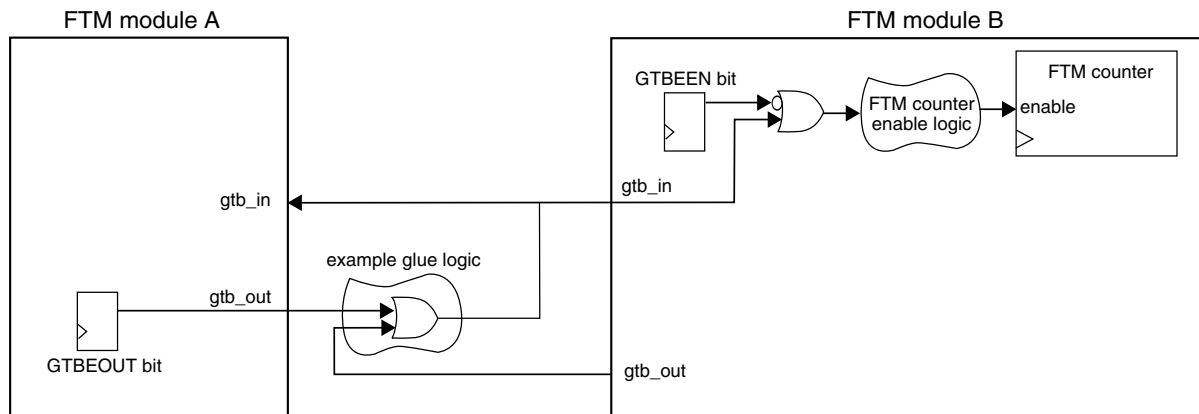 FTM module A
FTM module B
GTBEEN bit
FTM counter
enable logic
FTM counter
enable
gtb_in
gtb_in
example glue logic
gtb_out
GTBEOUT bit
gtb_out